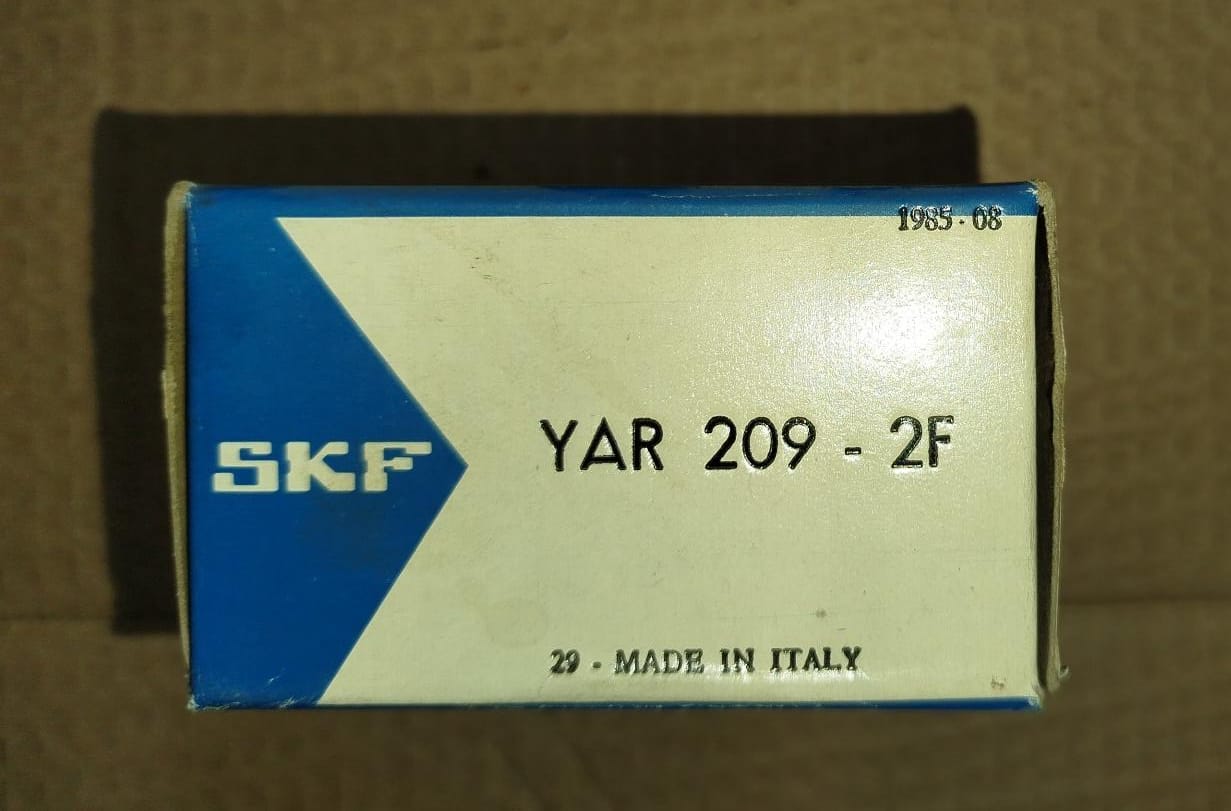 1985·08
SKF
YAR 209 - 2F
29 - MADE IN ITALY